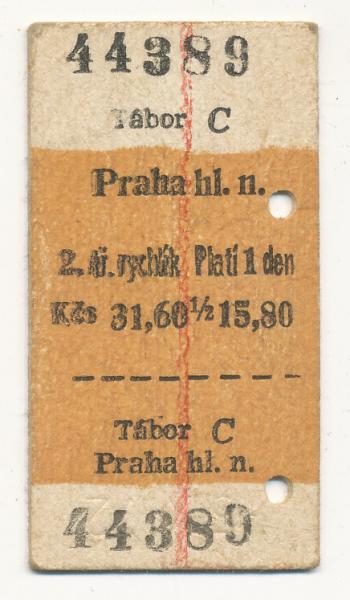 44389
Tábor C
Praha hl. n.
2. tř. rychlík Platí 1 den
Kčs 31,60 ½ 15,80
Tábor C
Praha hl. n.
44389